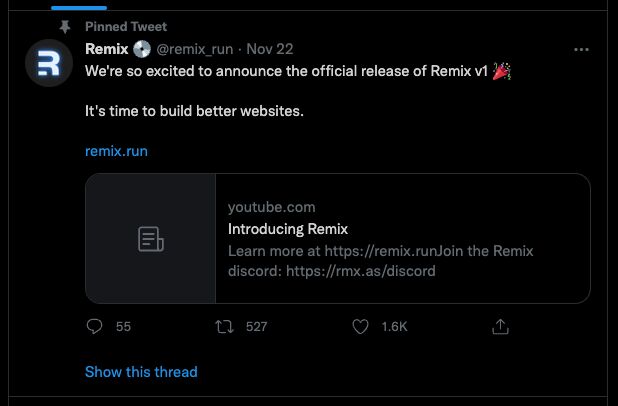 Pinned Tweet
Remix 💿 @remix_run · Nov 22
We're so excited to announce the official release of Remix v1 🎉
It's time to build better websites.
remix.run
youtube.com
Introducing Remix
Learn more at https://remix.runJoin the Remix
discord: https://rmx.as/discord
55 527 1.6K
Show this thread